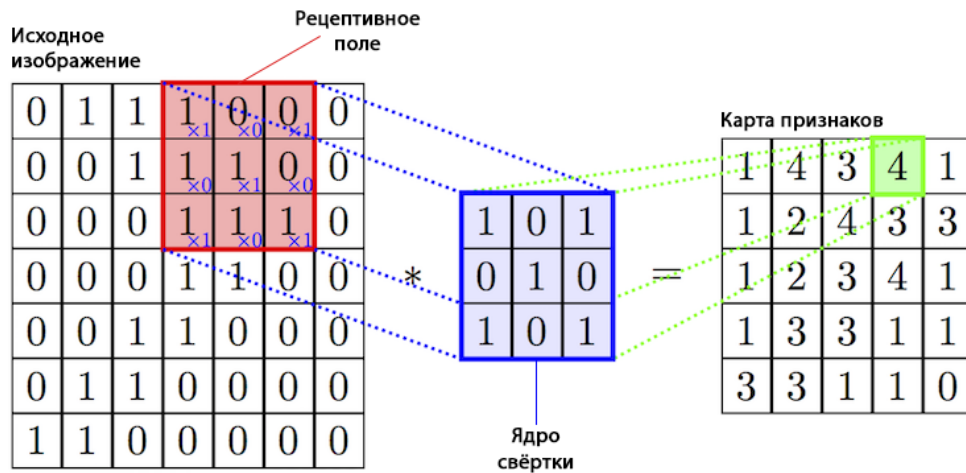 Исходное
изображение
Рецептивное
поле
0 1 1 1×1 0×0 0×1 0
0 0 1 1×0 1×1 0×0 0
0 0 0 1×1 1×0 1×1 0
0 0 0 1 1 0 0
0 0 1 1 0 0 0
0 1 1 0 0 0 0
1 1 0 0 0 0 0
*
1 0 1
0 1 0
1 0 1
Ядро
свёртки
=
Карта признаков
1 4 3 4 1
1 2 4 3 3
1 2 3 4 1
1 3 3 1 1
3 3 1 1 0